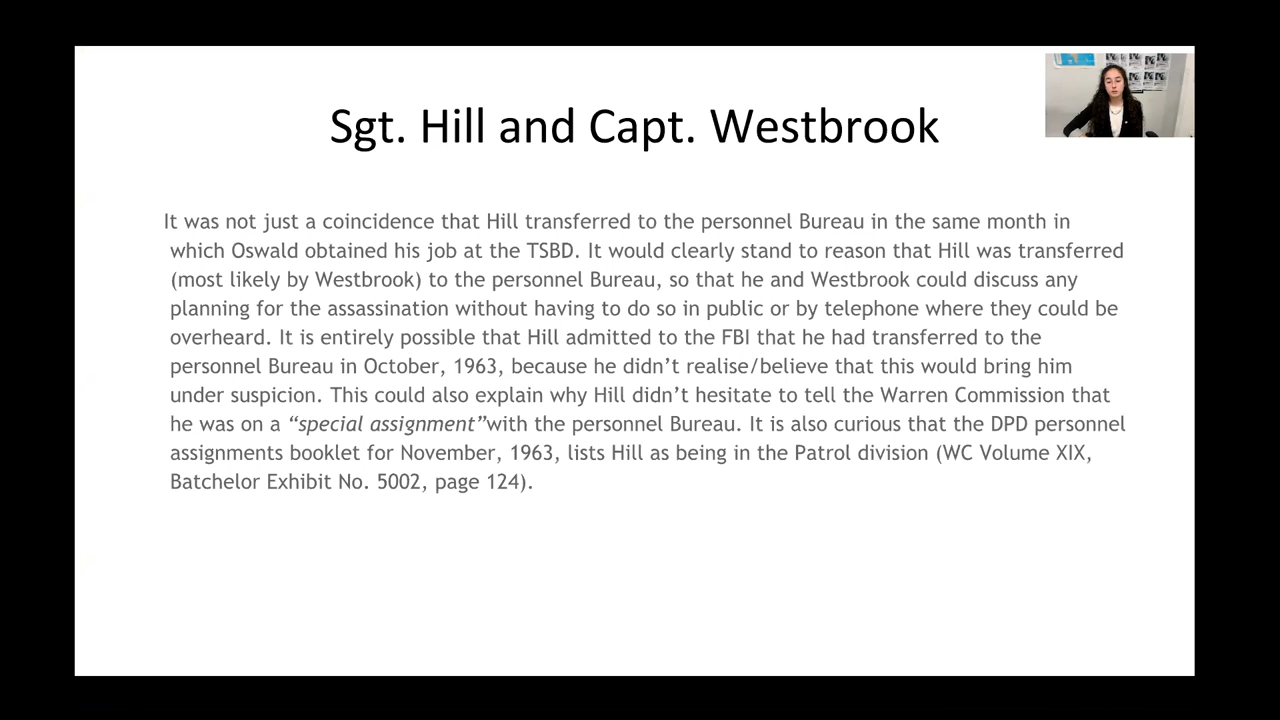 Sgt. Hill and Capt. Westbrook
It was not just a coincidence that Hill transferred to the personnel Bureau in the same month in
which Oswald obtained his job at the TSBD. It would clearly stand to reason that Hill was transferred
(most likely by Westbrook) to the personnel Bureau, so that he and Westbrook could discuss any
planning for the assassination without having to do so in public or by telephone where they could be
overheard. It is entirely possible that Hill admitted to the FBI that he had transferred to the
personnel Bureau in October, 1963, because he didn’t realise/believe that this would bring him
under suspicion. This could also explain why Hill didn’t hesitate to tell the Warren Commission that
he was on a “special assignment”with the personnel Bureau. It is also curious that the DPD personnel
assignments booklet for November, 1963, lists Hill as being in the Patrol division (WC Volume XIX,
Batchelor Exhibit No. 5002, page 124).